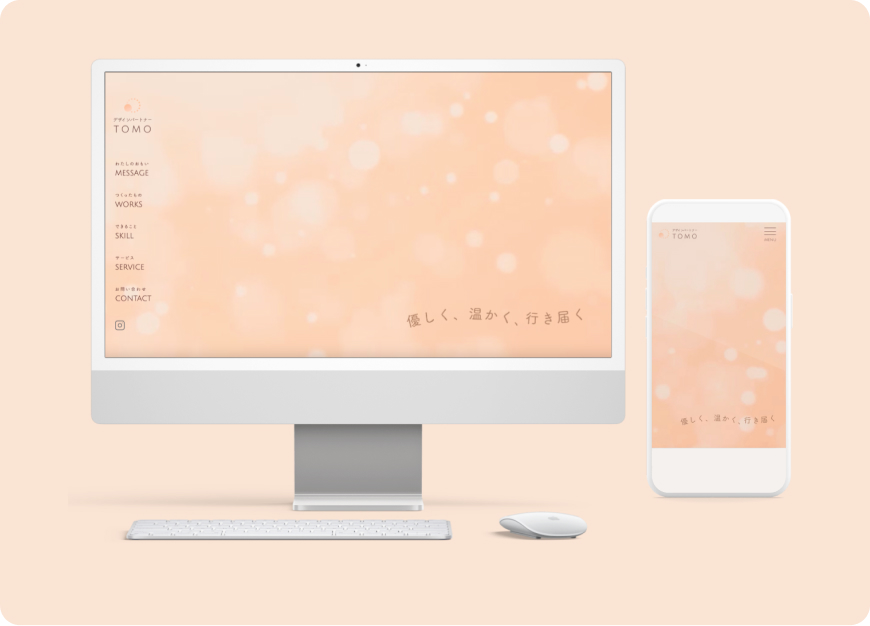 デザインパートナー
TOMO
わたしのおもい
MESSAGE
つくったもの
WORKS
できること
SKILL
サービス
SERVICE
お問い合わせ
CONTACT
優しく、温かく、行き届く
デザインパートナー
TOMO
MENU
優しく、温かく、行き届く